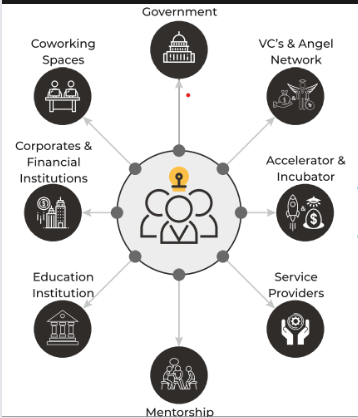 Government
Coworking
Spaces
VC's & Angel
Network
Corporates &
Financial
Institutions
Accelerator &
Incubator
Education
Institution
Service
Providers
Mentorship